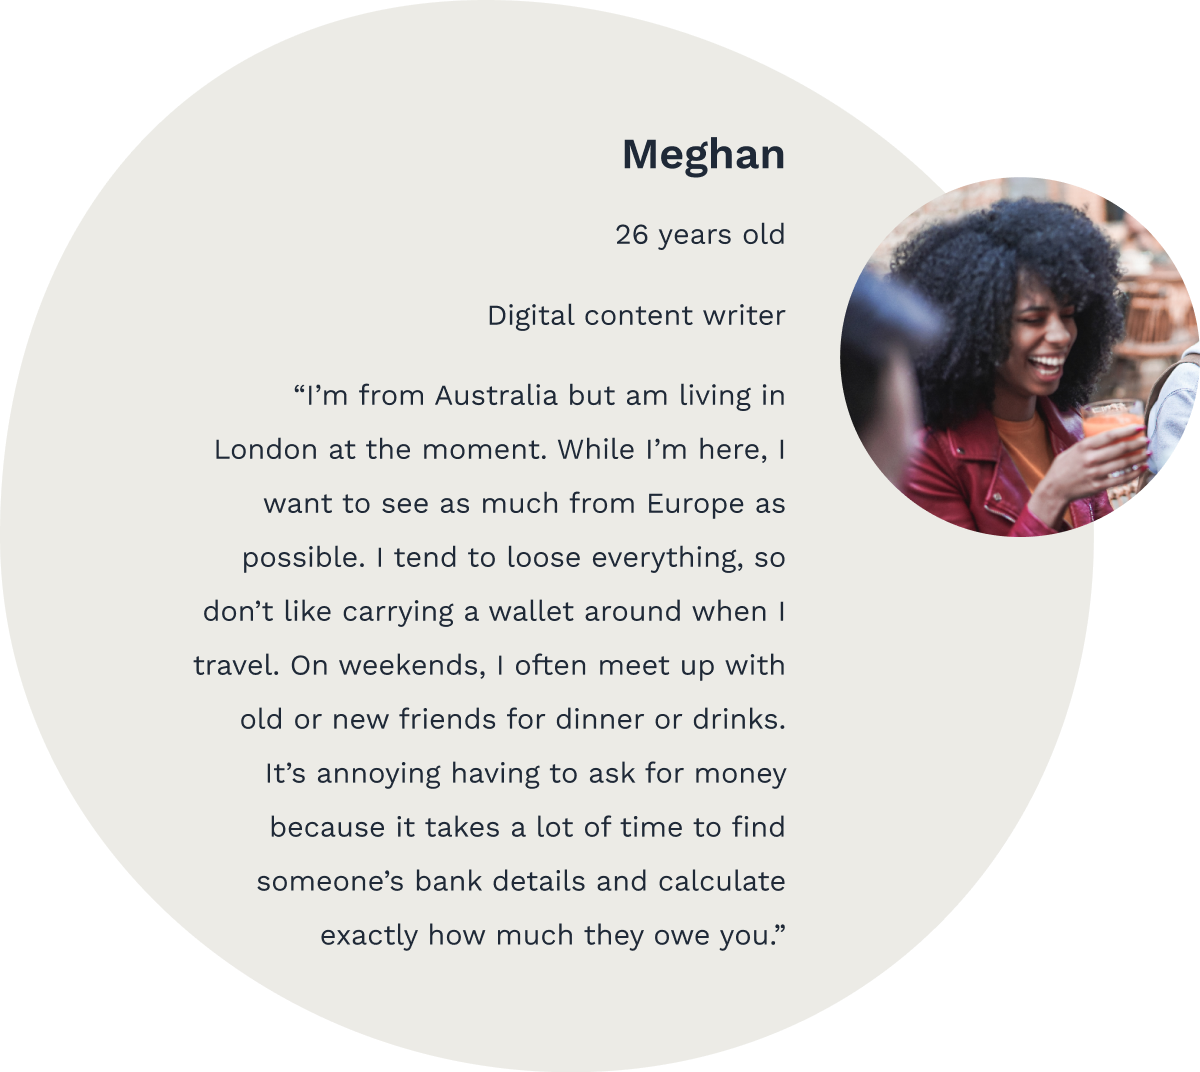 Meghan
26 years old
Digital content writer
“I’m from Australia but am living in
London at the moment. While I’m here, I
want to see as much from Europe as
possible. I tend to loose everything, so
don’t like carrying a wallet around when I
travel. On weekends, I often meet up with
old or new friends for dinner or drinks.
It’s annoying having to ask for money
because it takes a lot of time to find
someone’s bank details and calculate
exactly how much they owe you.”